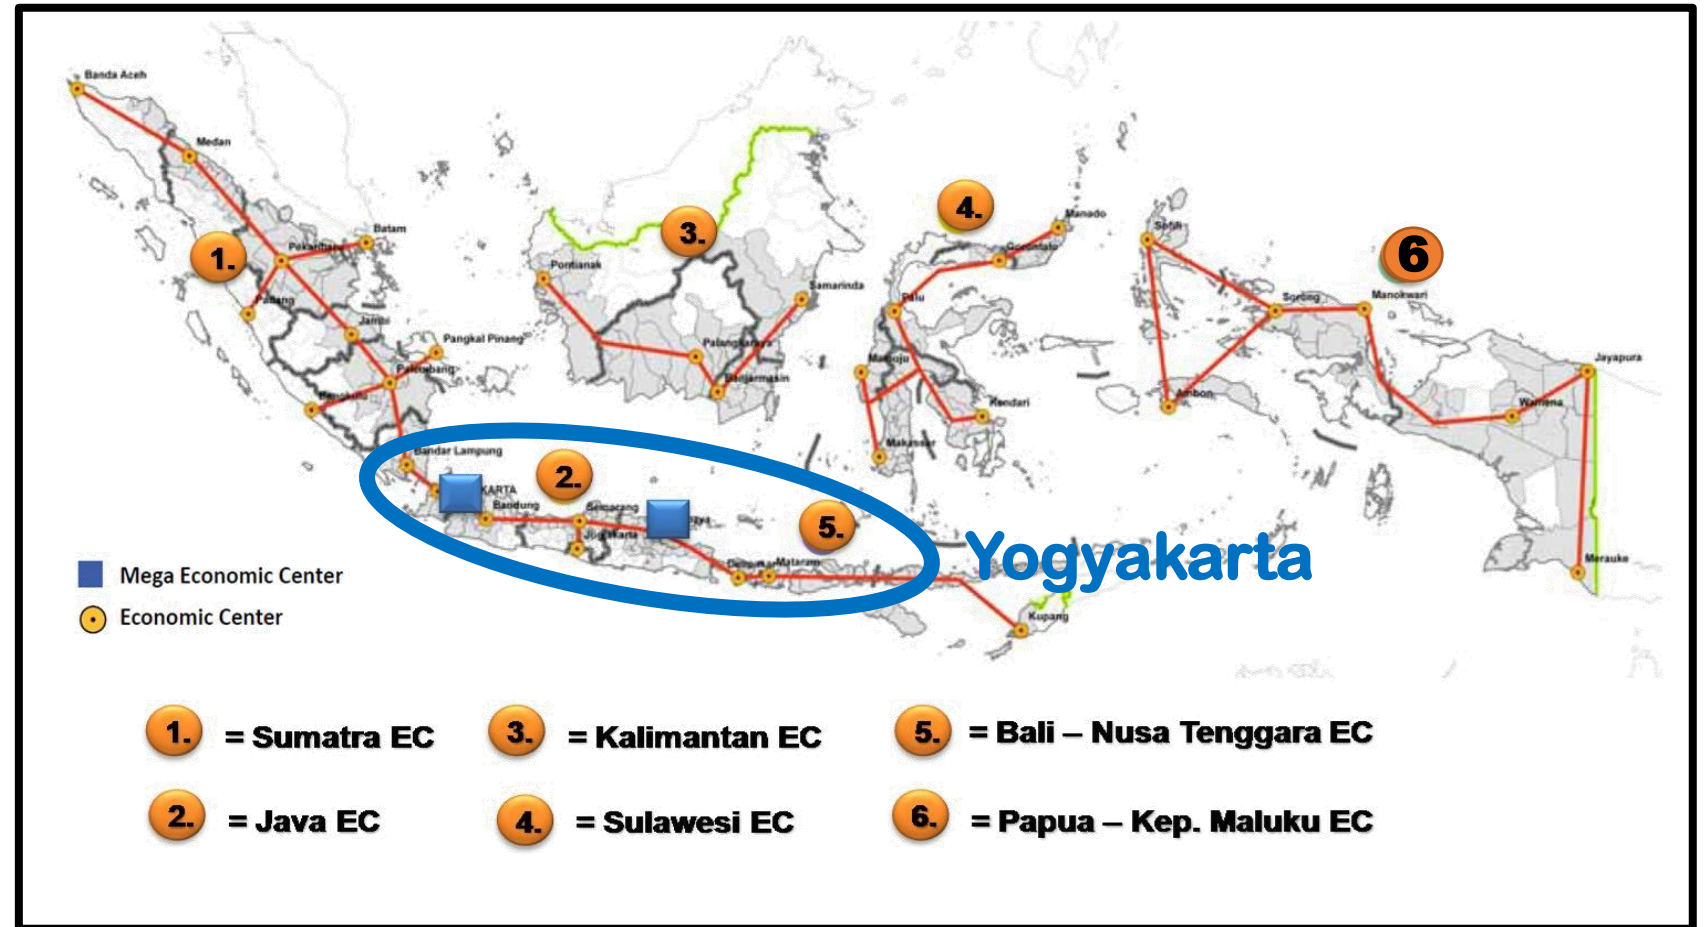 Banda Aceh
Medan
Batam
Pekanbaru
1.
Padang
Jambi
Pangkal Pinang
Palembang
Bengkulu
Bandar Lampung
3.
Pontianak
Samarinda
Palangkaraya
Banjarmasin
4.
Manado
Gorontalo
Palu
Mamuju
Kendari
Makassar
Sofifi
6
Sorong
Manokwari
Ambon
Jayapura
Wamena
Merauke
2.
KARTA
Bandung
Semarang
Jogjakarta
5.
Denpasar
Mataram
Kupang
Yogyakarta
Mega Economic Center
Economic Center
1. = Sumatra EC
3. = Kalimantan EC
5. = Bali – Nusa Tenggara EC
2. = Java EC
4. = Sulawesi EC
6. = Papua – Kep. Maluku EC